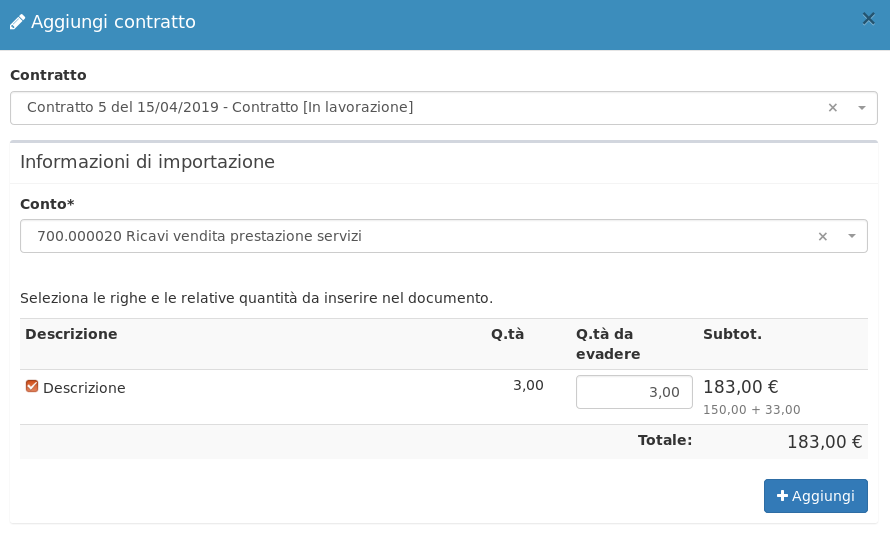 Aggiungi contratto
×
Contratto
Contratto 5 del 15/04/2019 - Contratto [In lavorazione]
×
Informazioni di importazione
Conto*
700.000020 Ricavi vendita prestazione servizi
×
Seleziona le righe e le relative quantità da inserire nel documento.
Descrizione Q.tà Q.tà da evadere Subtot.
Descrizione 3,00 3,00 183,00 €
150,00 + 33,00
Totale: 183,00 €
Aggiungi